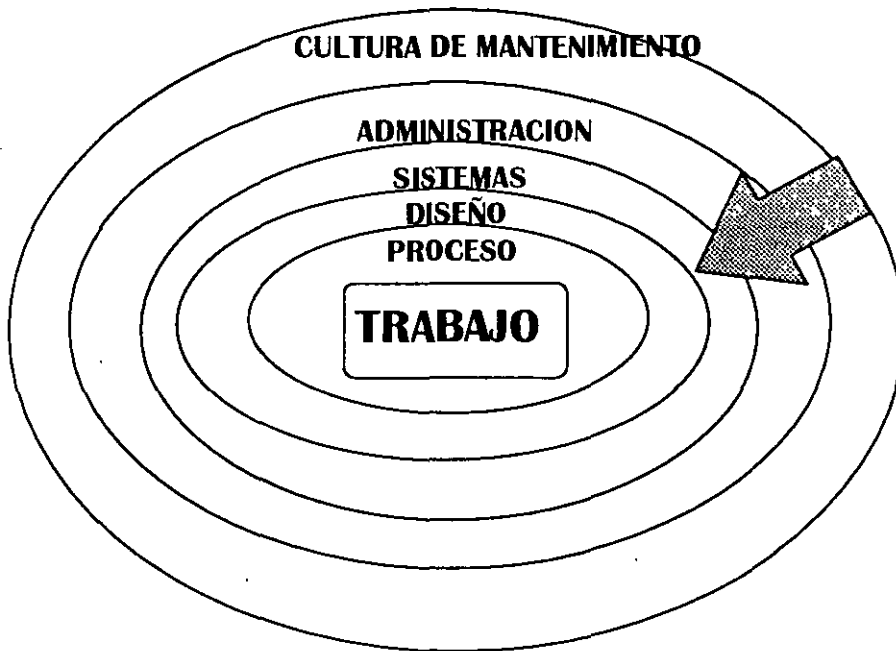 CULTURA DE MANTENIMIENTO
ADMINISTRACION
SISTEMAS
DISEÑO
PROCESO
TRABAJO